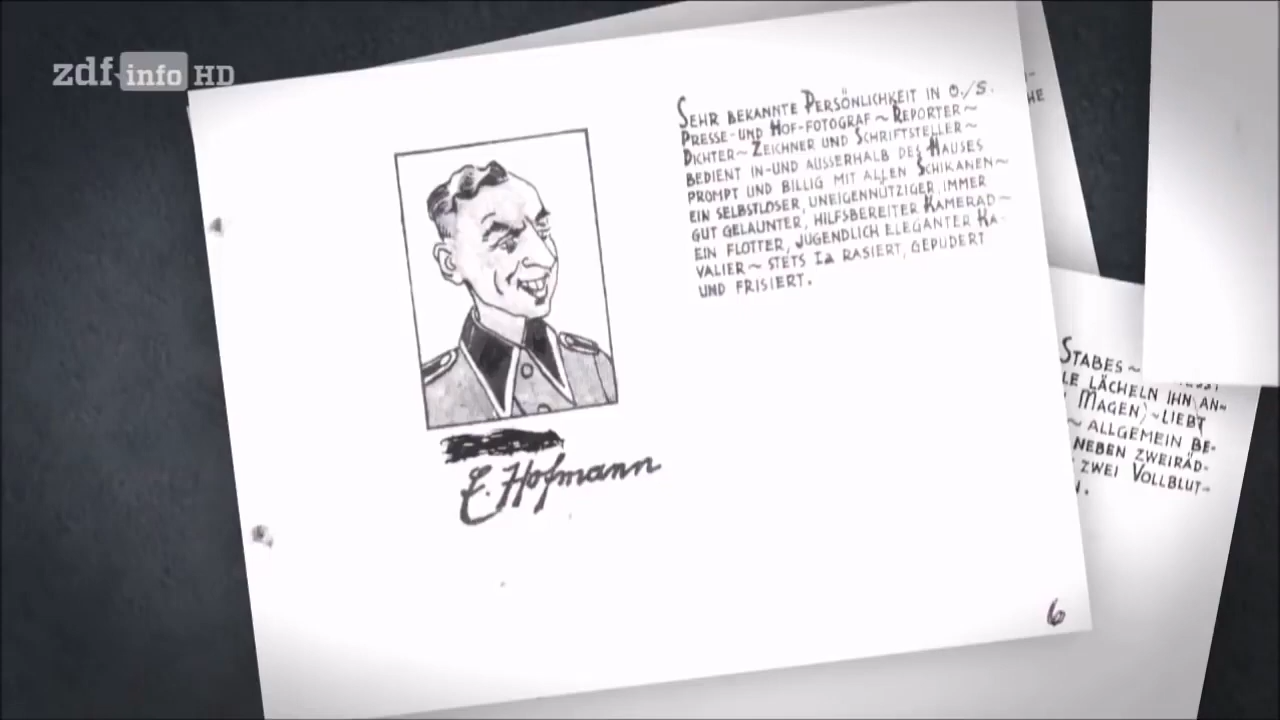 zdf info HD
SEHR BEKANNTE PERSÖNLICHKEIT IN O./S.
PRESSE-UND HOF-FOTOGRAF~REPORTER~
DICHTER~ZEICHNER UND SCHRIFTSTELLER~
BEDIENT IN-UND AUSSERHALB DES HAUSES
PROMPT UND BILLIG MIT ALLEN SCHIKANEN~
EIN SELBSTLOSER, UNEIGENNÜTZIGER, IMMER
GUT GELAUNTER, HILFSBEREITER KAMERAD~
EIN FLOTTER, JUGENDLICH ELEGANTER KA-
VALIER~STETS Ia RASIERT, GEPUDERT
UND FRISIERT.
E. Hofmann
6
HE
STABES~
LE LÄCHELN IHN AN~
MAGEN)~LIEBT
~ALLGEMEIN BE-
NEBEN ZWEIRÄD-
ZWEI VOLLBLUT-